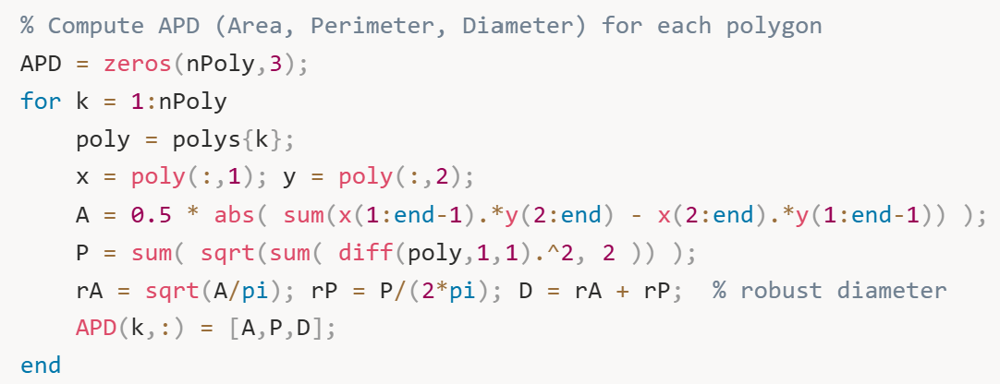 % Compute APD (Area, Perimeter, Diameter) for each polygon
APD = zeros(nPoly,3);
for k = 1:nPoly
    poly = polys{k};
    x = poly(:,1); y = poly(:,2);
    A = 0.5 * abs( sum(x(1:end-1).*y(2:end) - x(2:end).*y(1:end-1)) );
    P = sum( sqrt(sum( diff(poly,1,1).^2, 2 )) );
    rA = sqrt(A/pi); rP = P/(2*pi); D = rA + rP;  % robust diameter
    APD(k,:) = [A,P,D];
end